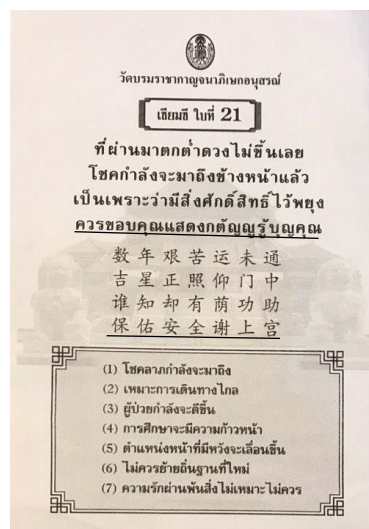 วัดบรมราชากาญจนาภิเษกอนุสรณ์
เซียมซี ใบที่ 21
ที่ผ่านมาตกต่ำดวงไม่ขึ้นเลย
โชคกำลังจะมาถึงข้างหน้าแล้ว
เป็นเพราะว่ามีสิ่งศักดิ์สิทธิ์ไว้พยุง
ควรขอบคุณแสดงกตัญญูรู้บุญคุณ
数年艰苦运未通
吉星正照仰门中
谁知却有荫功助
保佑安全谢上宫
(1) โชคลาภกำลังจะมาถึง
(2) เหมาะการเดินทางไกล
(3) ผู้ป่วยกำลังจะดีขึ้น
(4) การศึกษาจะมีความก้าวหน้า
(5) ตำแหน่งหน้าที่มีหวังจะเลื่อนขึ้น
(6) ไม่ควรย้ายถิ่นฐานที่ใหม่
(7) ความรักผ่านพ้นสิ่งไม่เหมาะไม่ควร